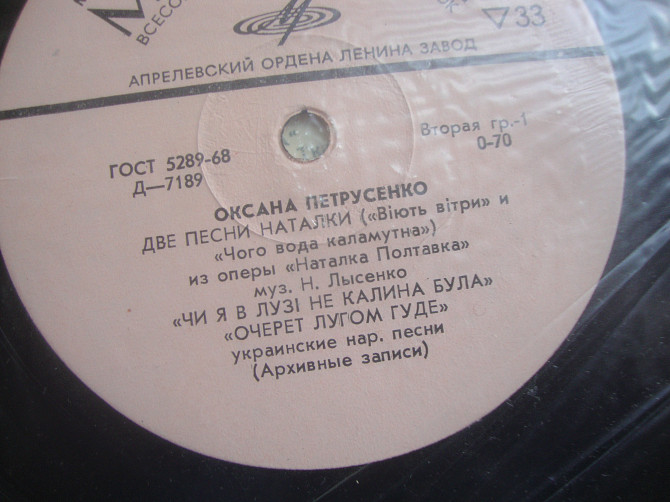 ВСЕСО
▽33
АПРЕЛЕВСКИЙ ОРДЕНА ЛЕНИНА ЗАВОД
ГОСТ 5289-68
Д—7189
Вторая гр.-1
0-70
ОКСАНА ПЕТРУСЕНКО
ДВЕ ПЕСНИ НАТАЛКИ («Віють вітри» и
«Чого вода каламутна»)
из оперы «Наталка Полтавка»
муз. Н. Лысенко
«ЧИ Я В ЛУЗІ НЕ КАЛИНА БУЛА»
«ОЧЕРЕТ ЛУГОМ ГУДЕ»
украинские нар. песни
(Архивные записи)